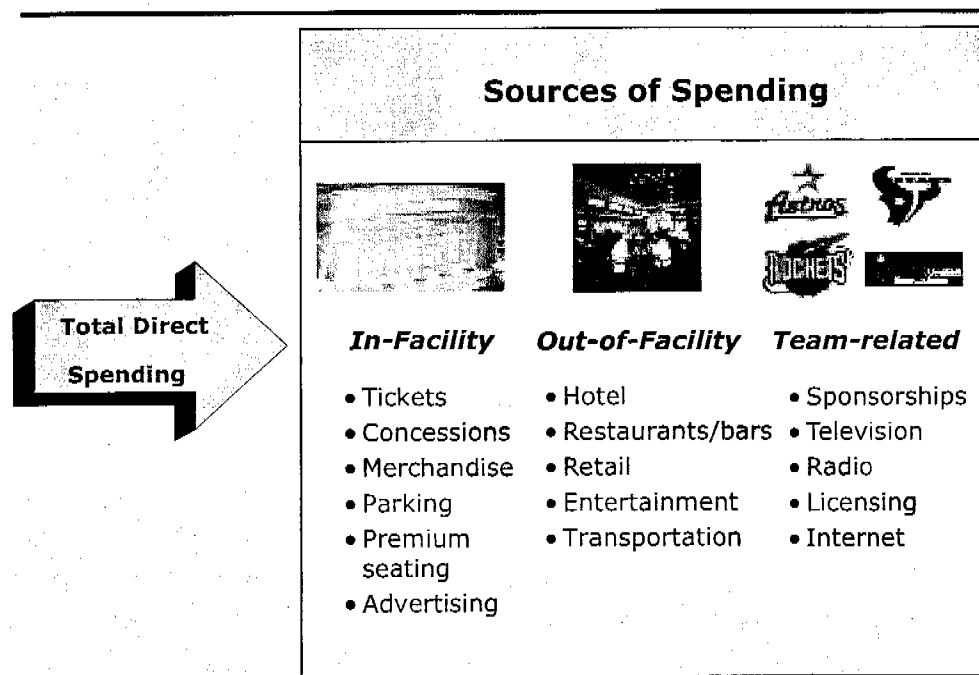 Sources of Spending
Astros
ROCKETS
Total Direct
Spending
In-Facility
Out-of-Facility
Team-related
• Tickets
• Concessions
• Merchandise
• Parking
• Premium
seating
• Advertising
• Hotel
• Restaurants/bars
• Retail
• Entertainment
• Transportation
• Sponsorships
• Television
• Radio
• Licensing
• Internet